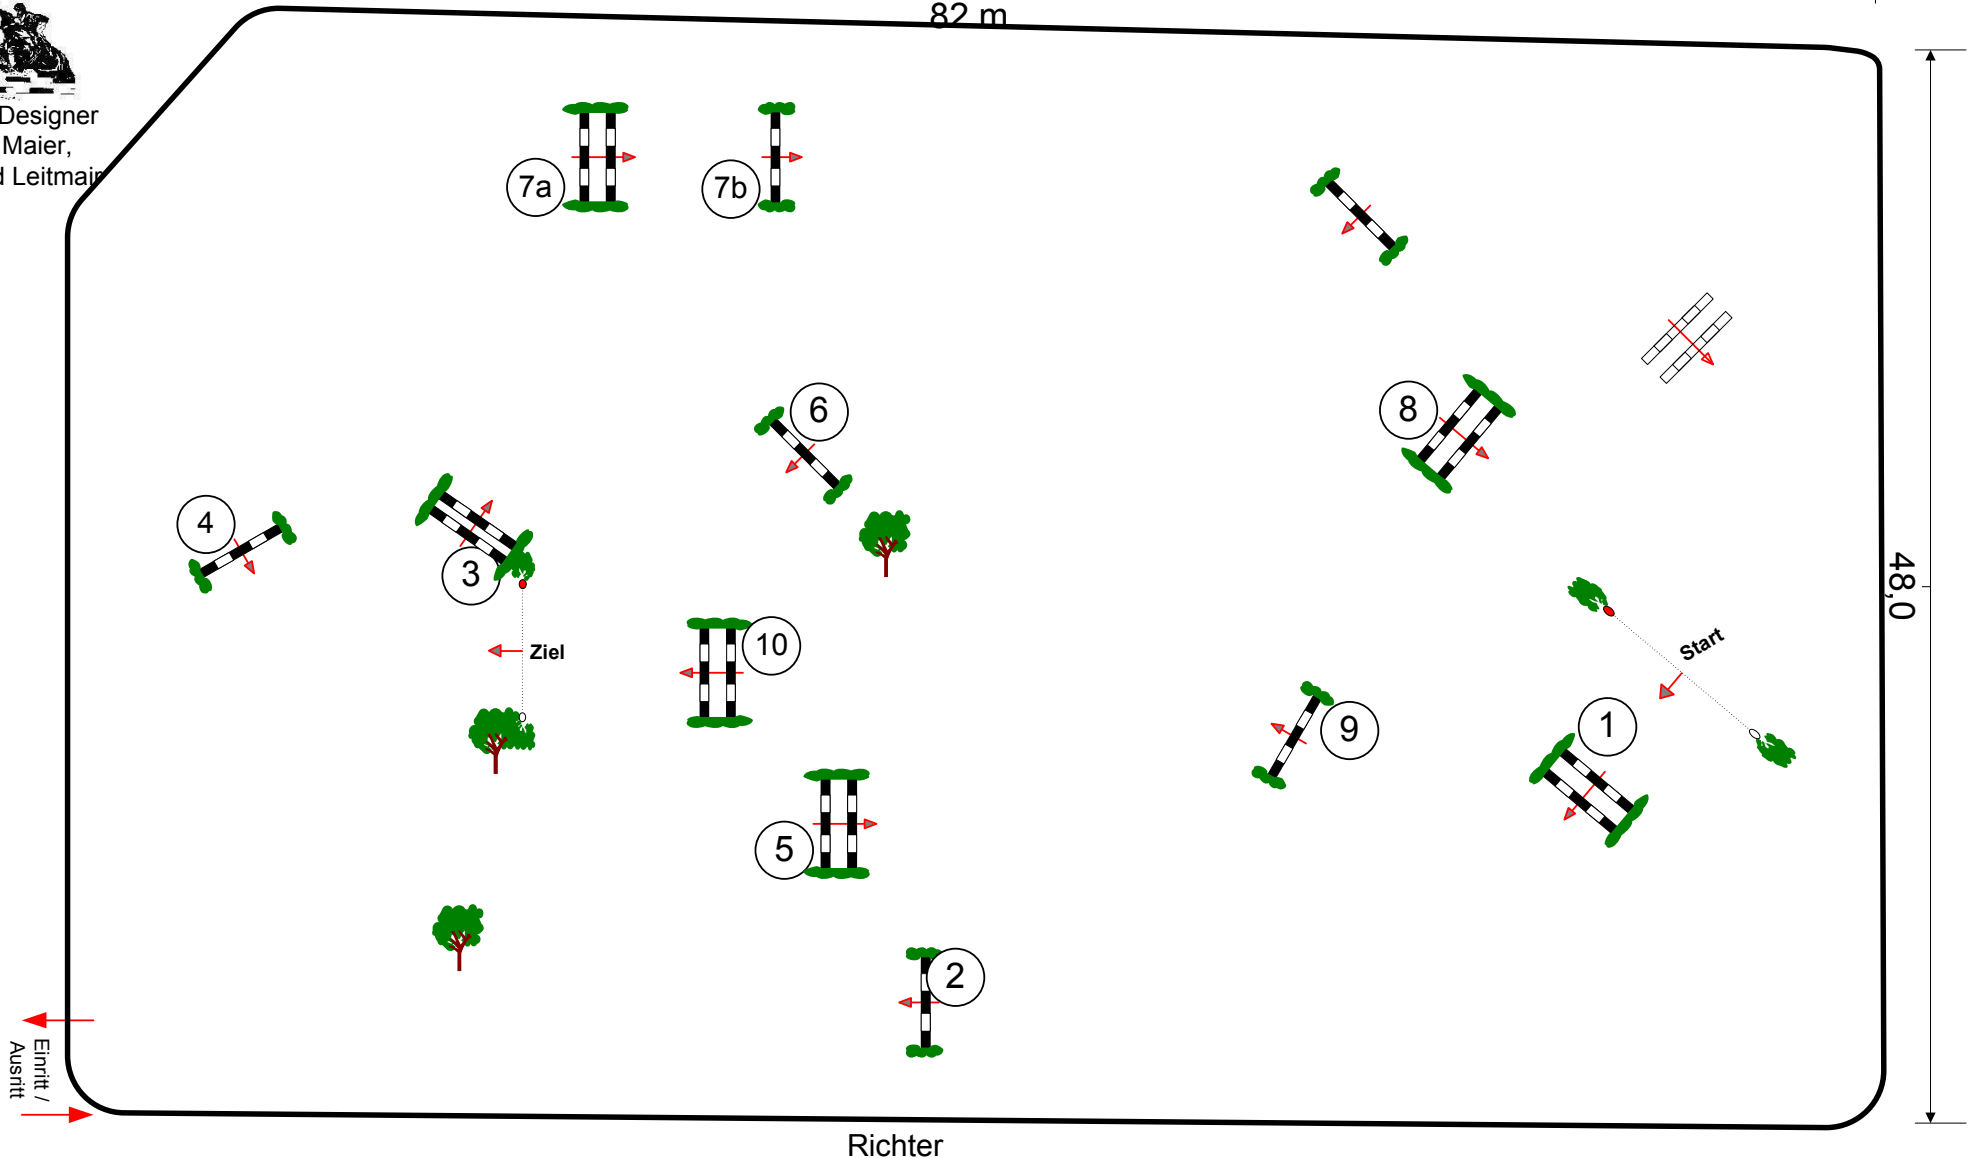 82 m
Designer
Maier,
Leitmair
7a
7b
6
8
4
3
10
Ziel
48,0
Start
1
9
5
2
Einritt /
Ausritt
Richter